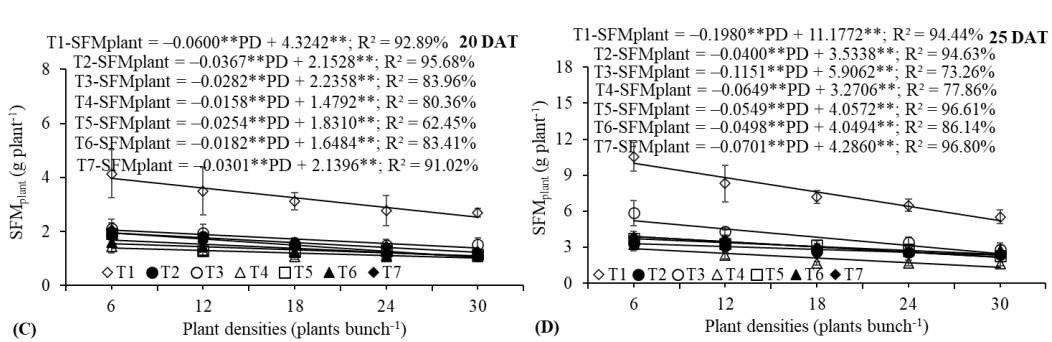 T1-SFMplant = –0.0600**PD + 4.3242**; R² = 92.89% 20 DAT
T2-SFMplant = –0.0367**PD + 2.1528**; R² = 95.68%
T3-SFMplant = –0.0282**PD + 2.2358**; R² = 83.96%
T4-SFMplant = –0.0158**PD + 1.4792**; R² = 80.36%
T5-SFMplant = –0.0254**PD + 1.8310**; R² = 62.45%
T6-SFMplant = –0.0182**PD + 1.6484**; R² = 83.41%
T7-SFMplant = –0.0301**PD + 2.1396**; R² = 91.02%
8
6
4
2
0
SFMplant (g plant⁻¹)
T1 T2 T3 T4 T5 T6 T7
6 12 18 24 30
(C) Plant densities (plants bunch⁻¹)
T1-SFMplant = –0.1980**PD + 11.1772**; R² = 94.44% 25 DAT
T2-SFMplant = –0.0400**PD + 3.5338**; R² = 94.63%
T3-SFMplant = –0.1151**PD + 5.9062**; R² = 73.26%
T4-SFMplant = –0.0649**PD + 3.2706**; R² = 77.86%
T5-SFMplant = –0.0549**PD + 4.0572**; R² = 96.61%
T6-SFMplant = –0.0498**PD + 4.0494**; R² = 86.14%
T7-SFMplant = –0.0701**PD + 4.2860**; R² = 96.80%
18
15
12
9
6
3
0
SFMplant (g plant⁻¹)
T1 T2 T3 T4 T5 T6 T7
6 12 18 24 30
(D) Plant densities (plants bunch⁻¹)